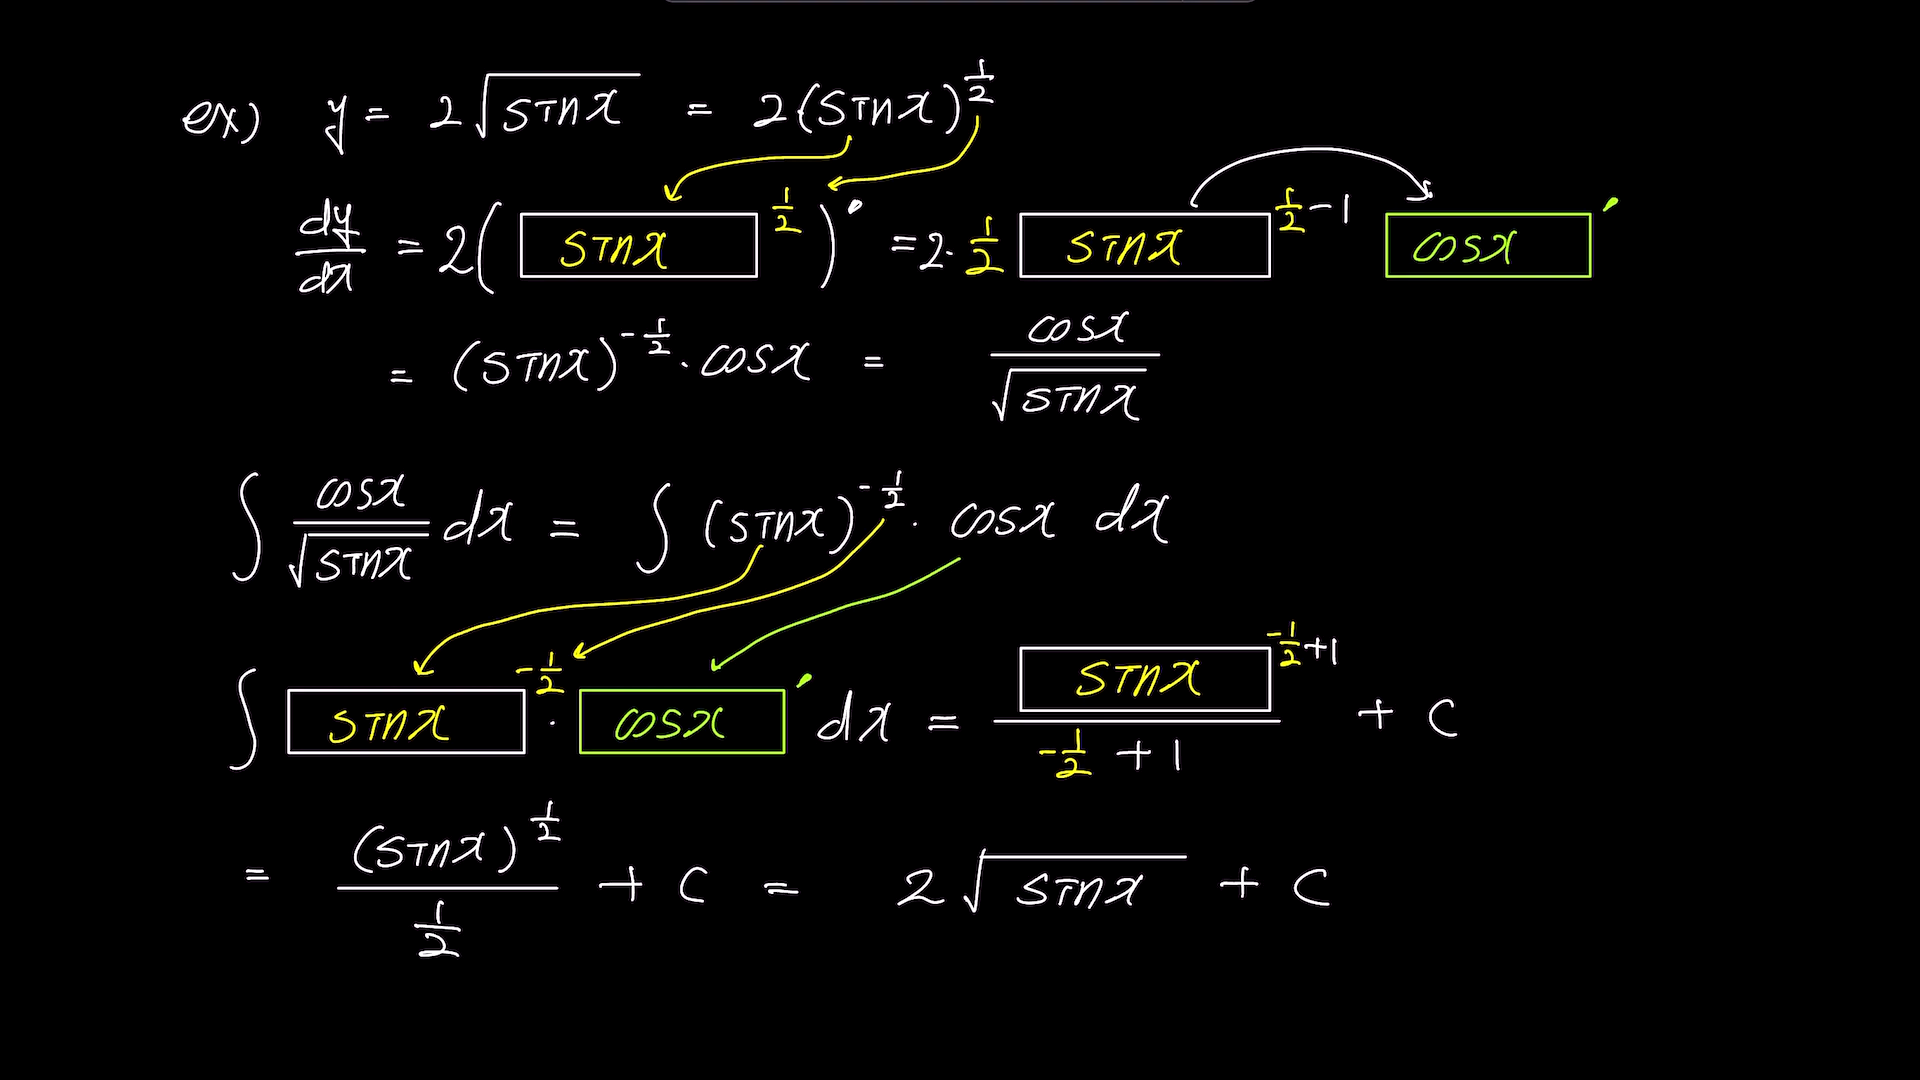 ex) y = 2√sinx = 2(sinx)^(1/2)
dy/dx = 2( sinx^(1/2) )' = 2·1/2 sinx^(1/2-1) cosx'
= (sinx)^(-1/2) · cosx = cosx/√sinx
∫ cosx/√sinx dx = ∫ (sinx)^(-1/2) · cosx dx
∫ sinx^(-1/2) · cosx' dx = sinx^(-1/2+1)/(-1/2+1) + C
= (sinx)^(1/2)/(1/2) + C = 2√sinx + C